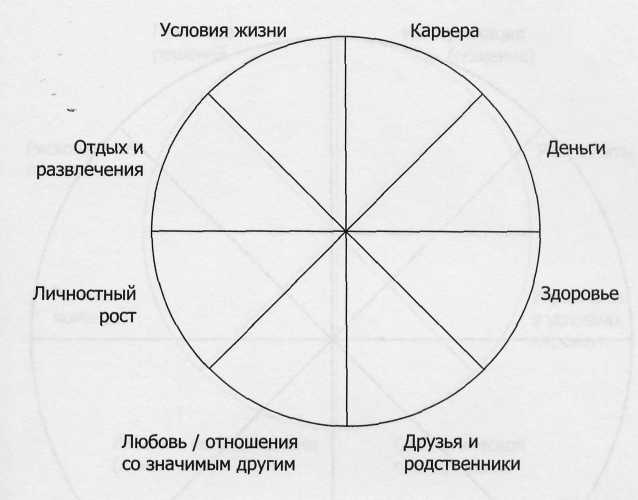 Условия жизни
Карьера
Отдых и
развлечения
Деньги
Личностный
рост
Здоровье
Любовь / отношения
со значимым другим
Друзья и
родственники